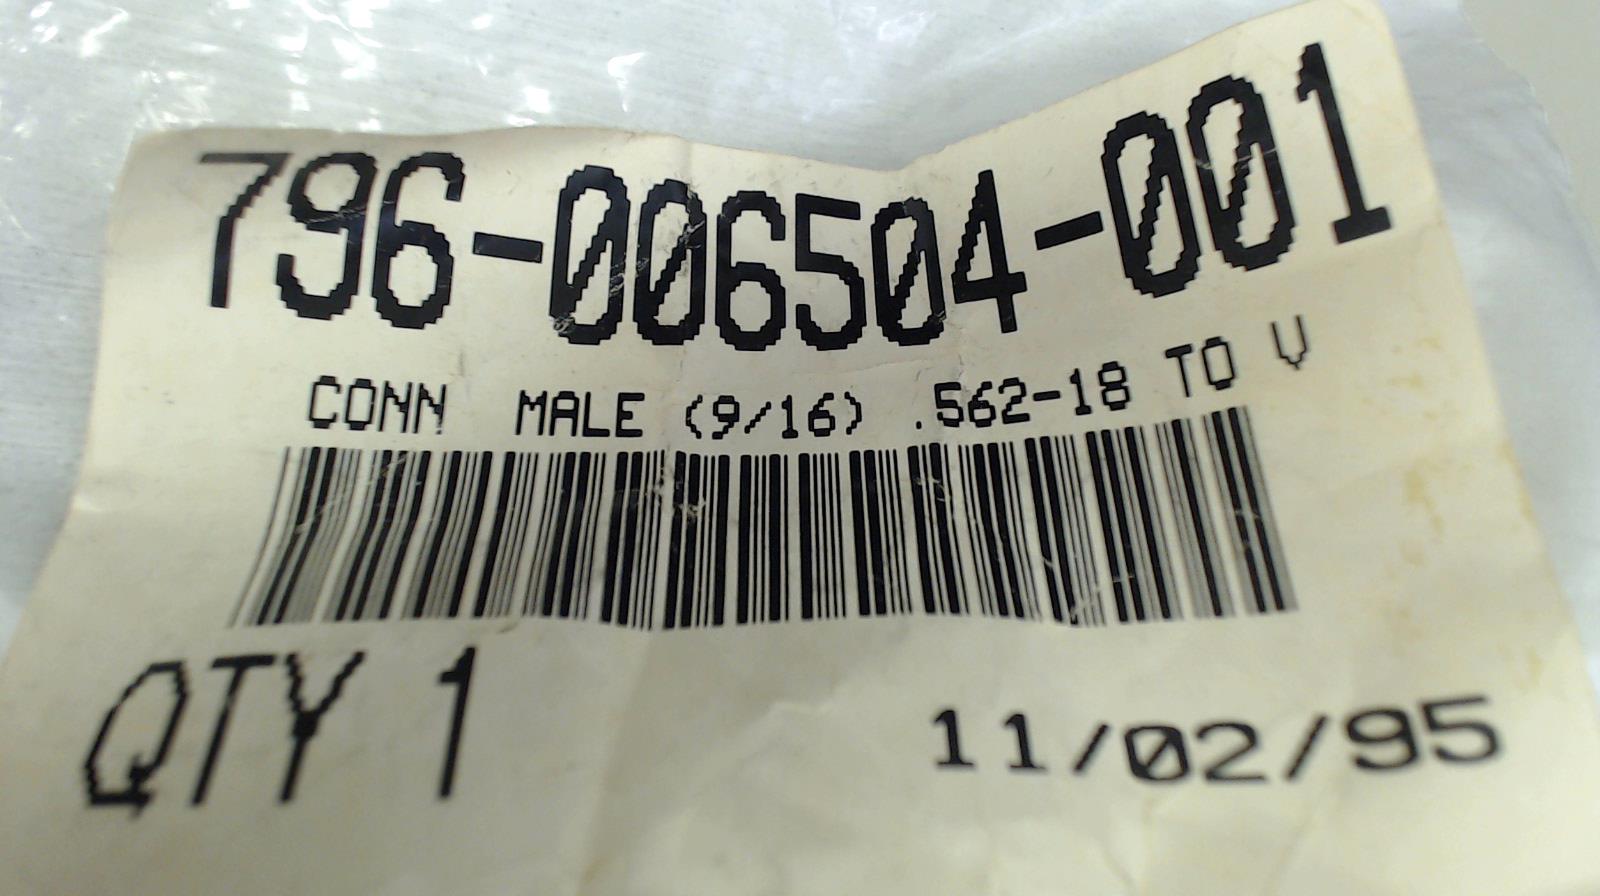 796-006504-001
CONN MALE (9/16) .562-18 TO V
QTY 1
11/02/95